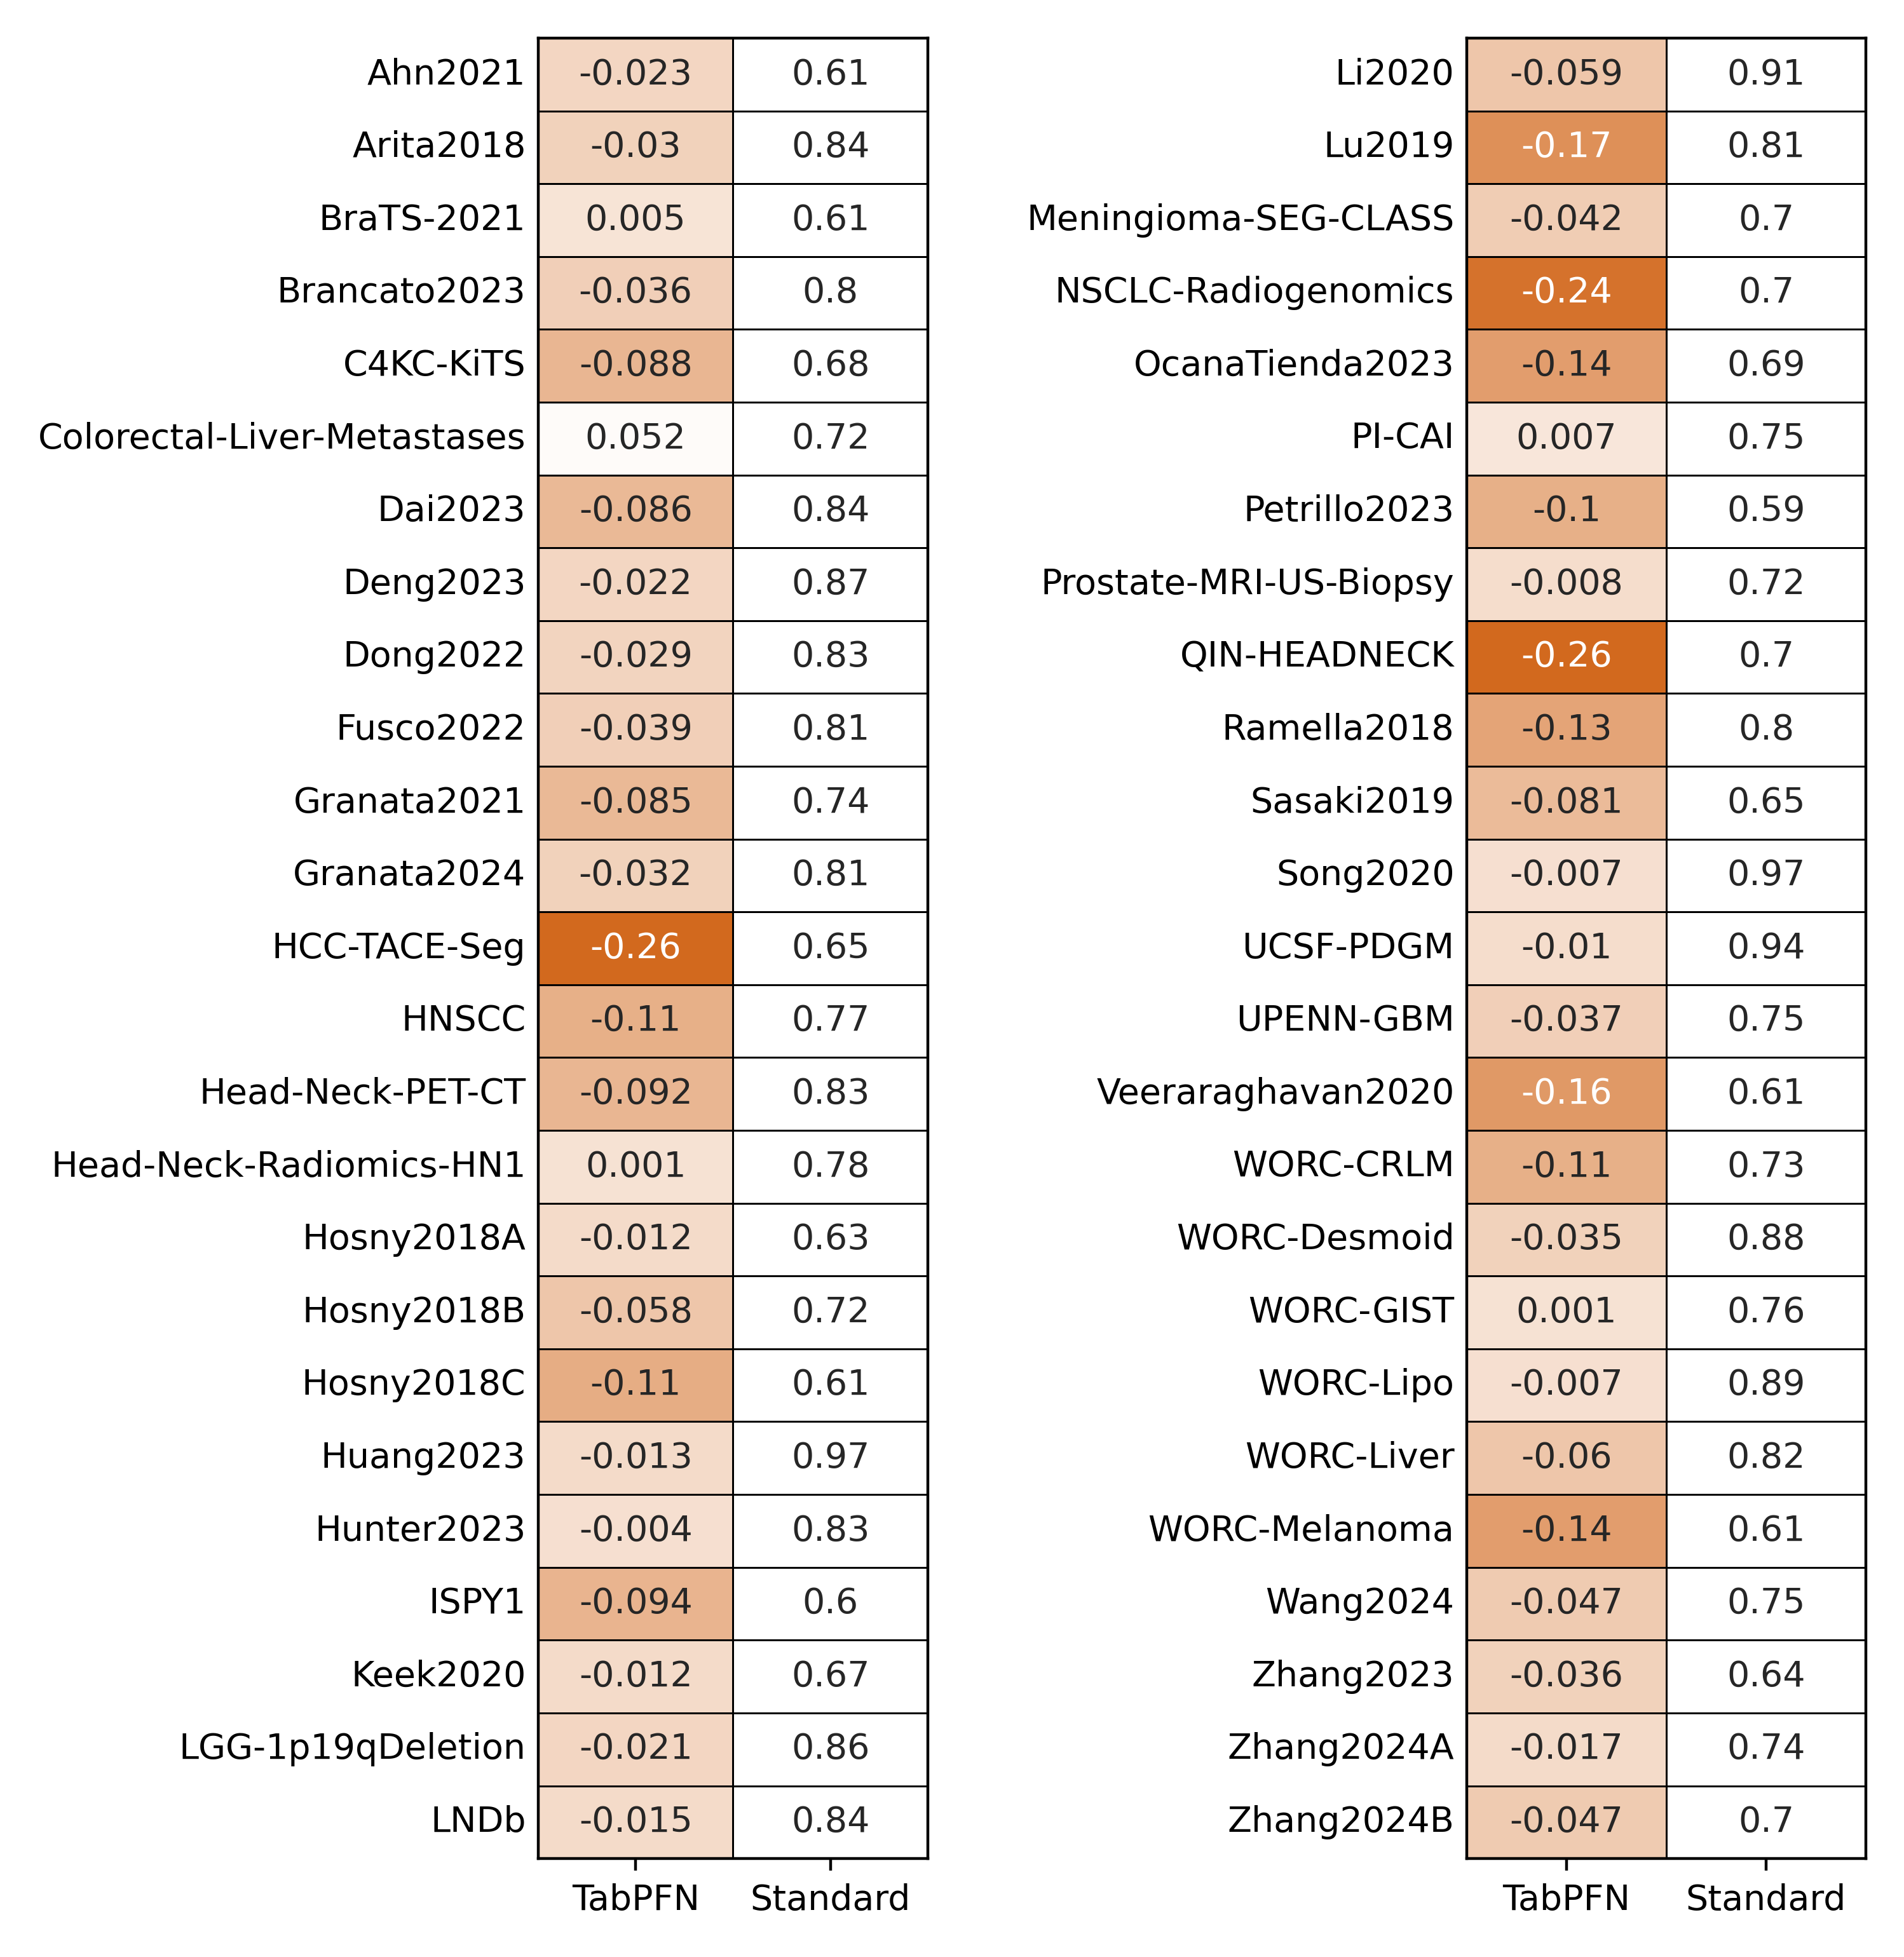 Ahn2021 -0.023 0.61
Arita2018 -0.03 0.84
BraTS-2021 0.005 0.61
Brancato2023 -0.036 0.8
C4KC-KiTS -0.088 0.68
Colorectal-Liver-Metastases 0.052 0.72
Dai2023 -0.086 0.84
Deng2023 -0.022 0.87
Dong2022 -0.029 0.83
Fusco2022 -0.039 0.81
Granata2021 -0.085 0.74
Granata2024 -0.032 0.81
HCC-TACE-Seg -0.26 0.65
HNSCC -0.11 0.77
Head-Neck-PET-CT -0.092 0.83
Head-Neck-Radiomics-HN1 0.001 0.78
Hosny2018A -0.012 0.63
Hosny2018B -0.058 0.72
Hosny2018C -0.11 0.61
Huang2023 -0.013 0.97
Hunter2023 -0.004 0.83
ISPY1 -0.094 0.6
Keek2020 -0.012 0.67
LGG-1p19qDeletion -0.021 0.86
LNDb -0.015 0.84
TabPFN Standard
Li2020 -0.059 0.91
Lu2019 -0.17 0.81
Meningioma-SEG-CLASS -0.042 0.7
NSCLC-Radiogenomics -0.24 0.7
OcanaTienda2023 -0.14 0.69
PI-CAI 0.007 0.75
Petrillo2023 -0.1 0.59
Prostate-MRI-US-Biopsy -0.008 0.72
QIN-HEADNECK -0.26 0.7
Ramella2018 -0.13 0.8
Sasaki2019 -0.081 0.65
Song2020 -0.007 0.97
UCSF-PDGM -0.01 0.94
UPENN-GBM -0.037 0.75
Veeraraghavan2020 -0.16 0.61
WORC-CRLM -0.11 0.73
WORC-Desmoid -0.035 0.88
WORC-GIST 0.001 0.76
WORC-Lipo -0.007 0.89
WORC-Liver -0.06 0.82
WORC-Melanoma -0.14 0.61
Wang2024 -0.047 0.75
Zhang2023 -0.036 0.64
Zhang2024A -0.017 0.74
Zhang2024B -0.047 0.7
TabPFN Standard